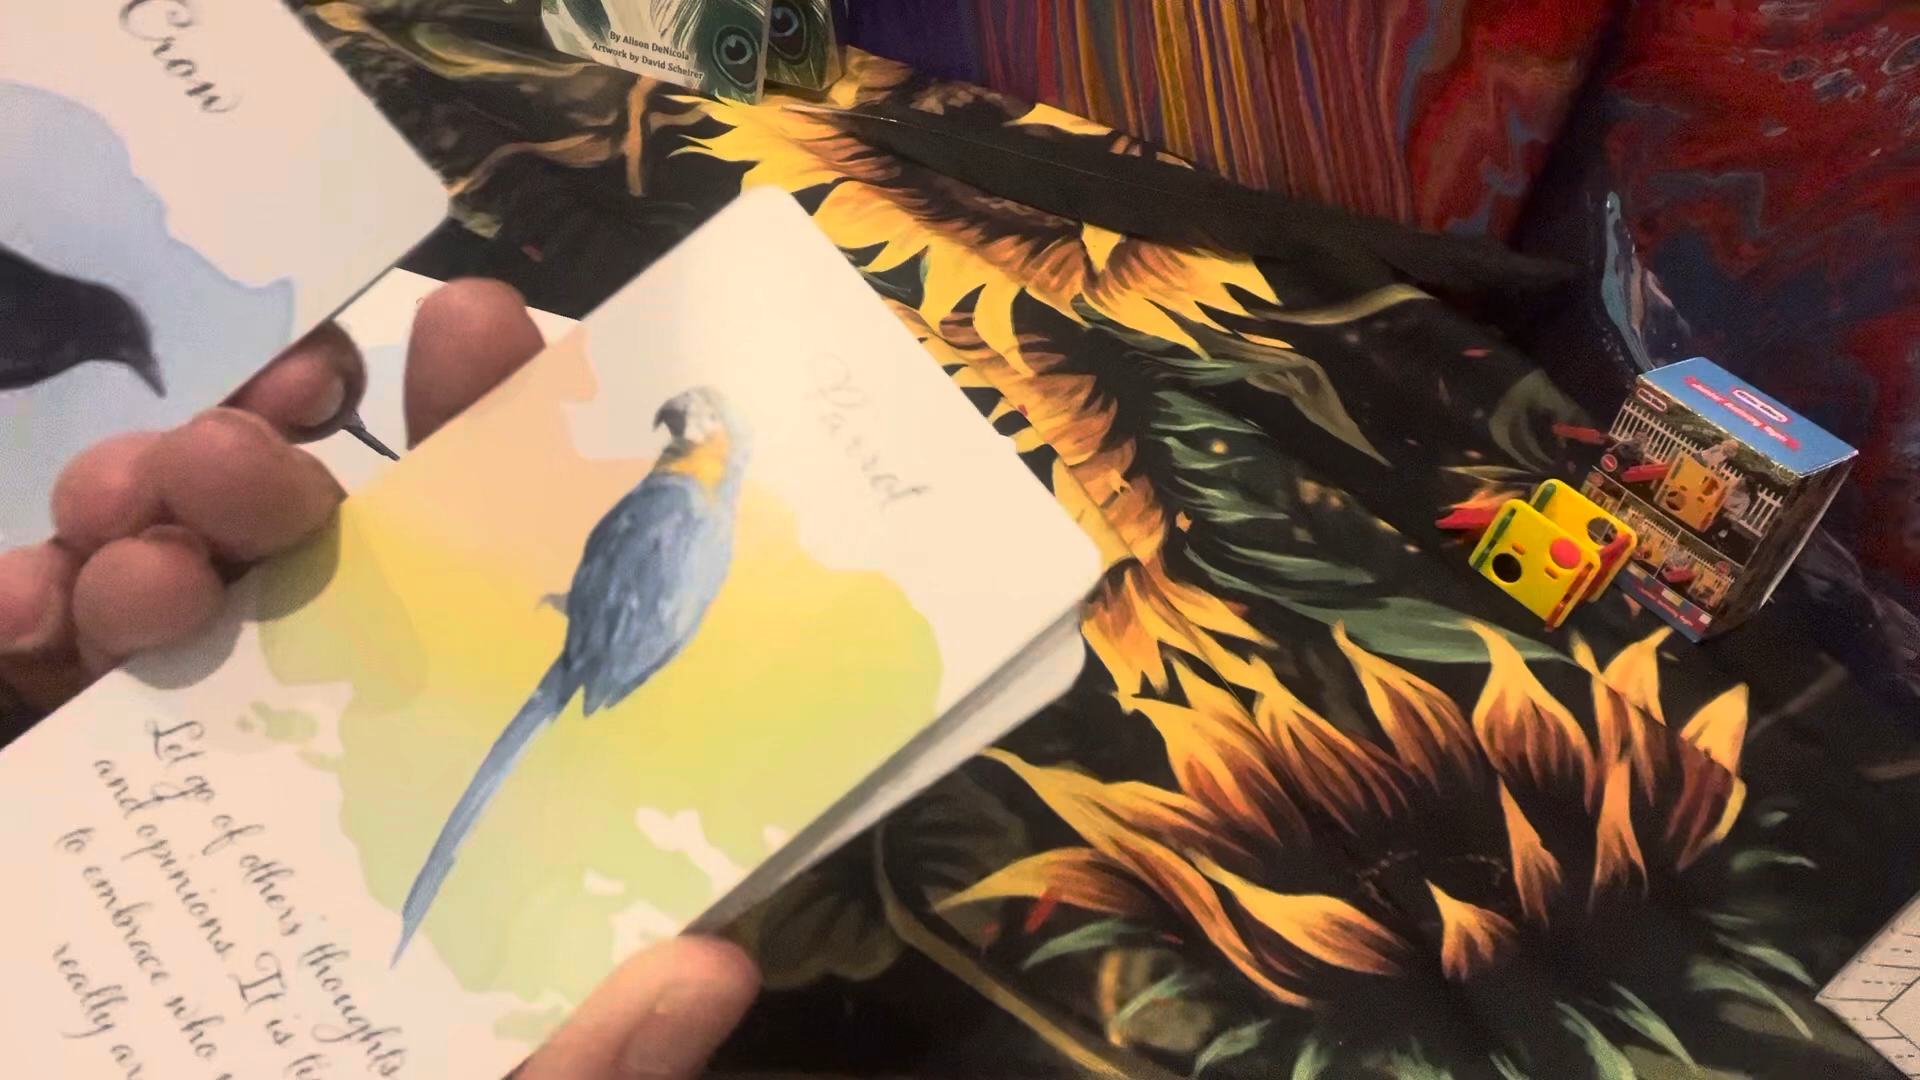 Crow
By Alison DeNicola
Artwork by David Scheirer
Parrot
Let go of others' thoughts
and opinions. It is
to embrace who
really